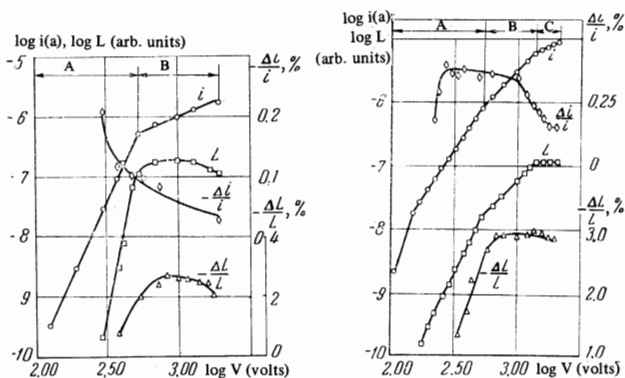 log i(a), log L (arb. units)
-5
A
B
-Δi/i, %
i
0,2
-6
L
-7
0,1
-Δi/i
-ΔL/L, %
-8
0,4
-ΔL/L
-9
2
-10
0
2,00
2,50
3,00
log V (volts)
log i(a)
log L
(arb. units)
A
B
C
Δi/i, %
i
-6
0,25
Δi/i
L
-7
0
-ΔL/L, %
-8
3,0
-ΔL/L
-9
2,0
-10
1,0
2,00
2,50
3,00
log V (volts)